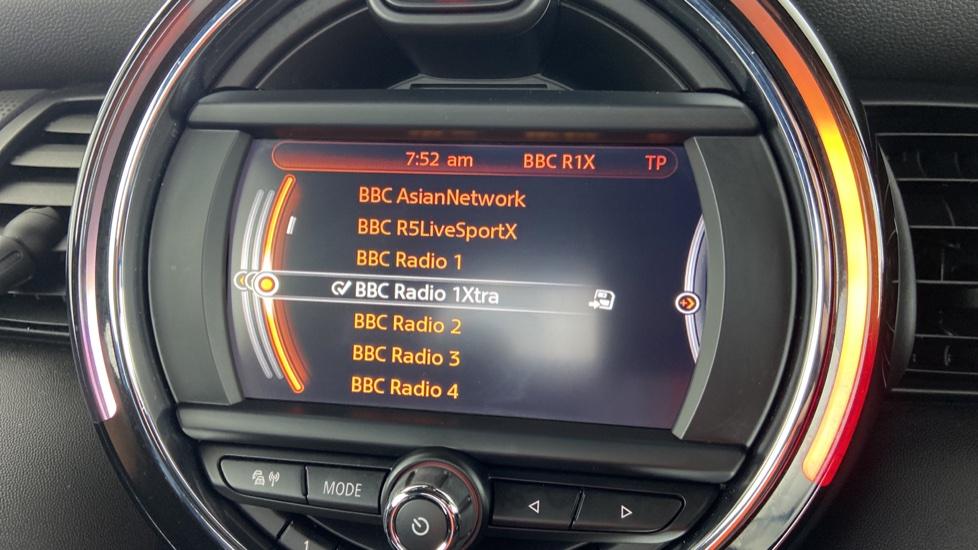 7:52 am BBC R1X TP
BBC AsianNetwork
BBC R5LiveSportX
BBC Radio 1
BBC Radio 1Xtra
BBC Radio 2
BBC Radio 3
BBC Radio 4
MODE
1